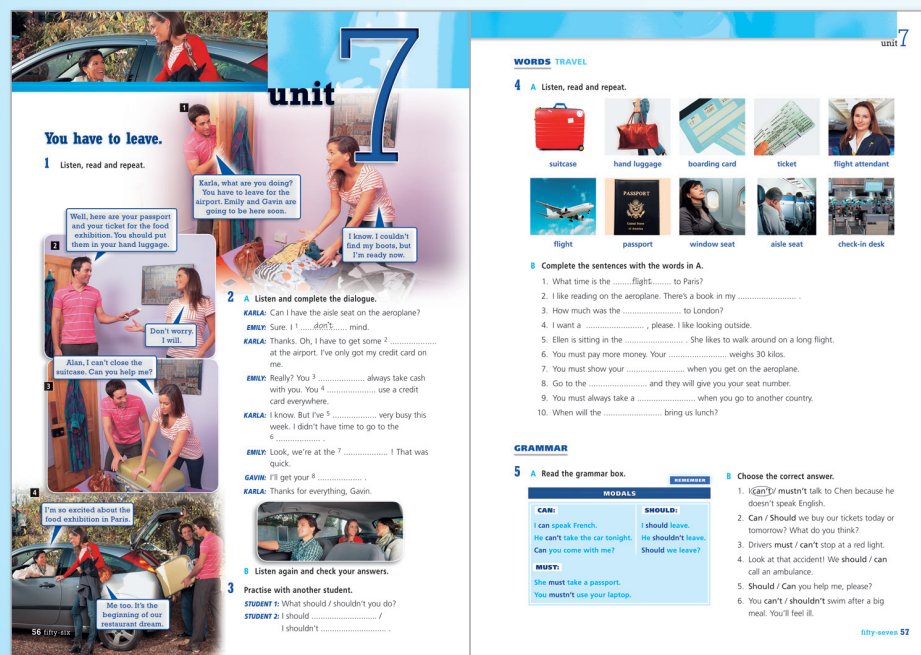 unit 7
You have to leave.
1 Listen, read and repeat.
1
Karla, what are you doing?
You have to leave for the
airport. Emily and Gavin are
going to be here soon.
I know. I couldn't
find my boots, but
I'm ready now.
2
Well, here are your passport
and your ticket for the food
exhibition. You should put
them in your hand luggage.
Don't worry.
I will.
3
Alan, I can't close the
suitcase. Can you help me?
4
I'm so excited about the
food exhibition in Paris.
Me too. It's the
beginning of our
restaurant dream.
56 fifty-six
2 A Listen and complete the dialogue.
KARLA: Can I have the aisle seat on the aeroplane?
EMILY: Sure. I 1 ......don't...... mind.
KARLA: Thanks. Oh, I have to get some 2 ...................
at the airport. I've only got my credit card on
me.
EMILY: Really? You 3 ................... always take cash
with you. You 4 ................... use a credit
card everywhere.
KARLA: I know. But I've 5 .................. very busy this
week. I didn't have time to go to the
6 .................. .
EMILY: Look, we're at the 7 .................. ! That was
quick.
GAVIN: I'll get your 8 .................. .
KARLA: Thanks for everything, Gavin.
B Listen again and check your answers.
3 Practise with another student.
STUDENT 1: What should / shouldn't you do?
STUDENT 2: I should .......................... /
I shouldn't .......................... .
unit 7
WORDS TRAVEL
4 A Listen, read and repeat.
suitcase hand luggage boarding card ticket flight attendant
PASSPORT
United States
of America
flight passport window seat aisle seat check-in desk
B Complete the sentences with the words in A.
1. What time is the ........flight........ to Paris?
2. I like reading on the aeroplane. There's a book in my ........................ .
3. How much was the ........................ to London?
4. I want a ........................ , please. I like looking outside.
5. Ellen is sitting in the ........................ . She likes to walk around on a long flight.
6. You must pay more money. Your ........................ weighs 30 kilos.
7. You must show your ........................ when you get on the aeroplane.
8. Go to the ........................ and they will give you your seat number.
9. You must always take a ........................ when you go to another country.
10. When will the ........................ bring us lunch?
GRAMMAR
5 A Read the grammar box.
REMEMBER
MODALS
CAN:
I can speak French.
He can't take the car tonight.
Can you come with me?
SHOULD:
I should leave.
He shouldn't leave.
Should we leave?
MUST:
She must take a passport.
You mustn't use your laptop.
B Choose the correct answer.
1. I can't / mustn't talk to Chen because he
doesn't speak English.
2. Can / Should we buy our tickets today or
tomorrow? What do you think?
3. Drivers must / can't stop at a red light.
4. Look at that accident! We should / can
call an ambulance.
5. Should / Can you help me, please?
6. You can't / shouldn't swim after a big
meal. You'll feel ill.
fifty-seven 57